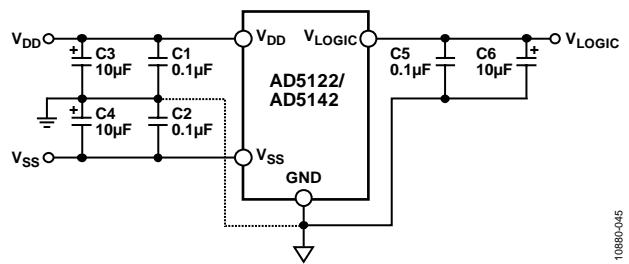 VDD
+
C3
10µF
C1
0.1µF
VDD
VLOGIC
AD5122/
AD5142
C5
0.1µF
C6
10µF
+
VLOGIC
+
C4
10µF
C2
0.1µF
VSS
VSS
GND
10880-045